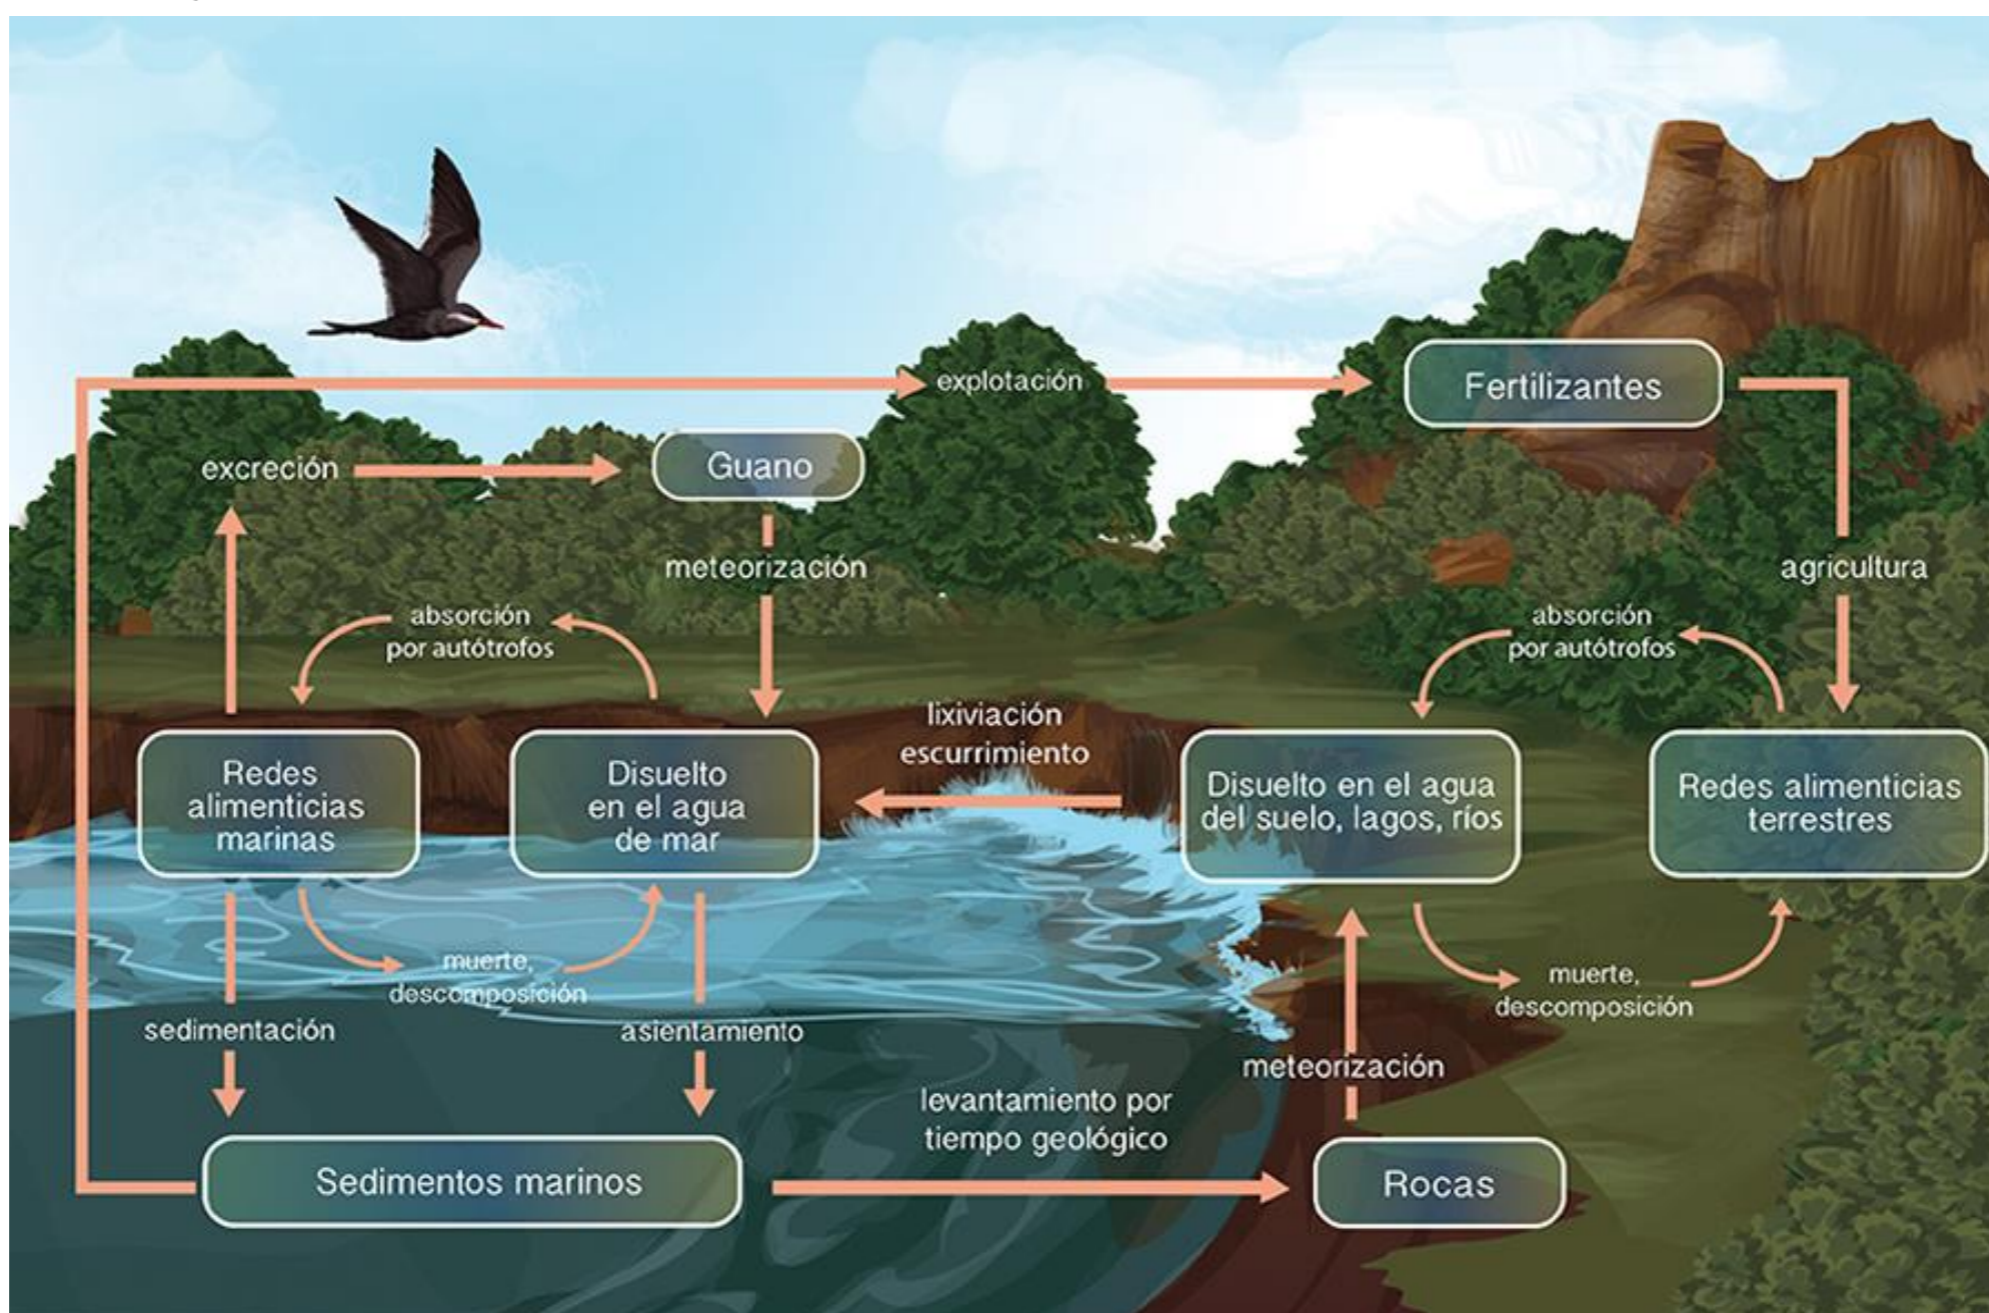 explotación
Fertilizantes
excreción
Guano
meteorización
agricultura
absorción
por autótrofos
absorción
por autótrofos
lixiviación
escurrimiento
Redes
alimenticias
marinas
Disuelto
en el agua
de mar
Disuelto en el agua
del suelo, lagos, ríos
Redes alimenticias
terrestres
muerte,
descomposición
muerte,
descomposición
sedimentación
asientamiento
meteorización
levantamiento por
tiempo geológico
Sedimentos marinos
Rocas